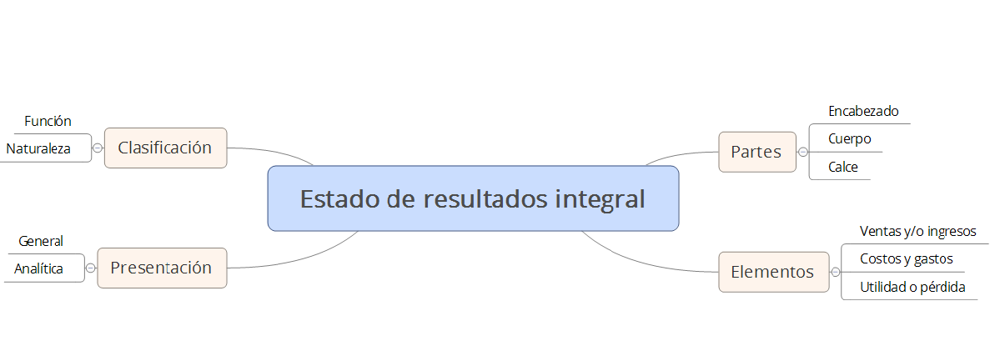 Estado de resultados integral
Clasificación
Función
Naturaleza
Presentación
General
Analítica
Partes
Encabezado
Cuerpo
Calce
Elementos
Ventas y/o ingresos
Costos y gastos
Utilidad o pérdida